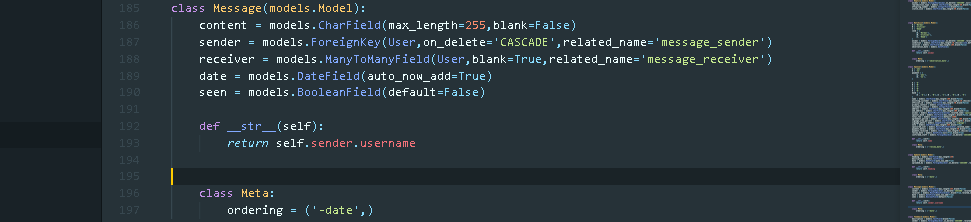 185 class Message(models.Model):
186 content = models.CharField(max_length=255,blank=False)
187 sender = models.ForeignKey(User,on_delete='CASCADE',related_name='message_sender')
188 receiver = models.ManyToManyField(User,blank=True,related_name='message_receiver')
189 date = models.DateField(auto_now_add=True)
190 seen = models.BooleanField(default=False)
191
192 def __str__(self):
193 return self.sender.username
194
195
196 class Meta:
197 ordering = ('-date',)